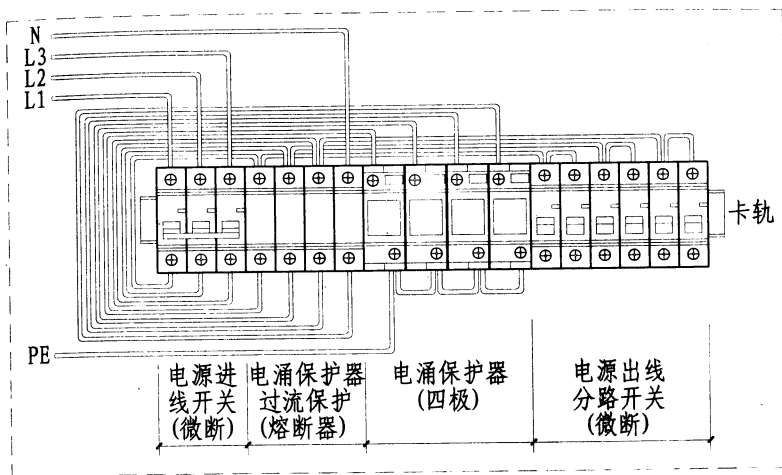 N
L3
L2
L1
卡轨
PE
电源进
线开关
(微断)
电涌保护器
过流保护
(熔断器)
电涌保护器
(四极)
电源出线
分路开关
(微断)